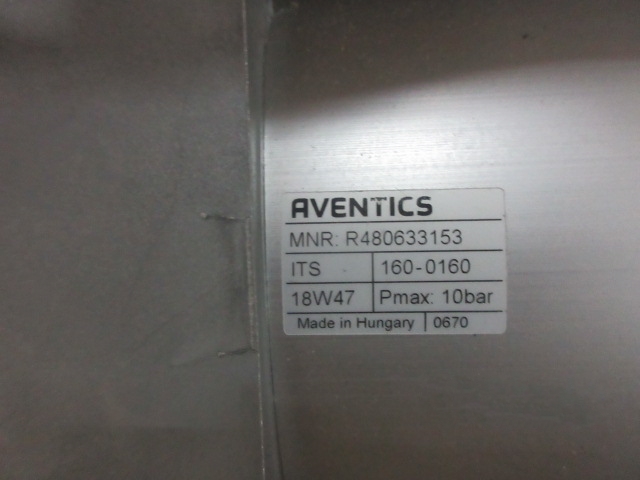 AVENTICS
MNR: R480633153
ITS 160-0160
18W47 Pmax: 10bar
Made in Hungary 0670